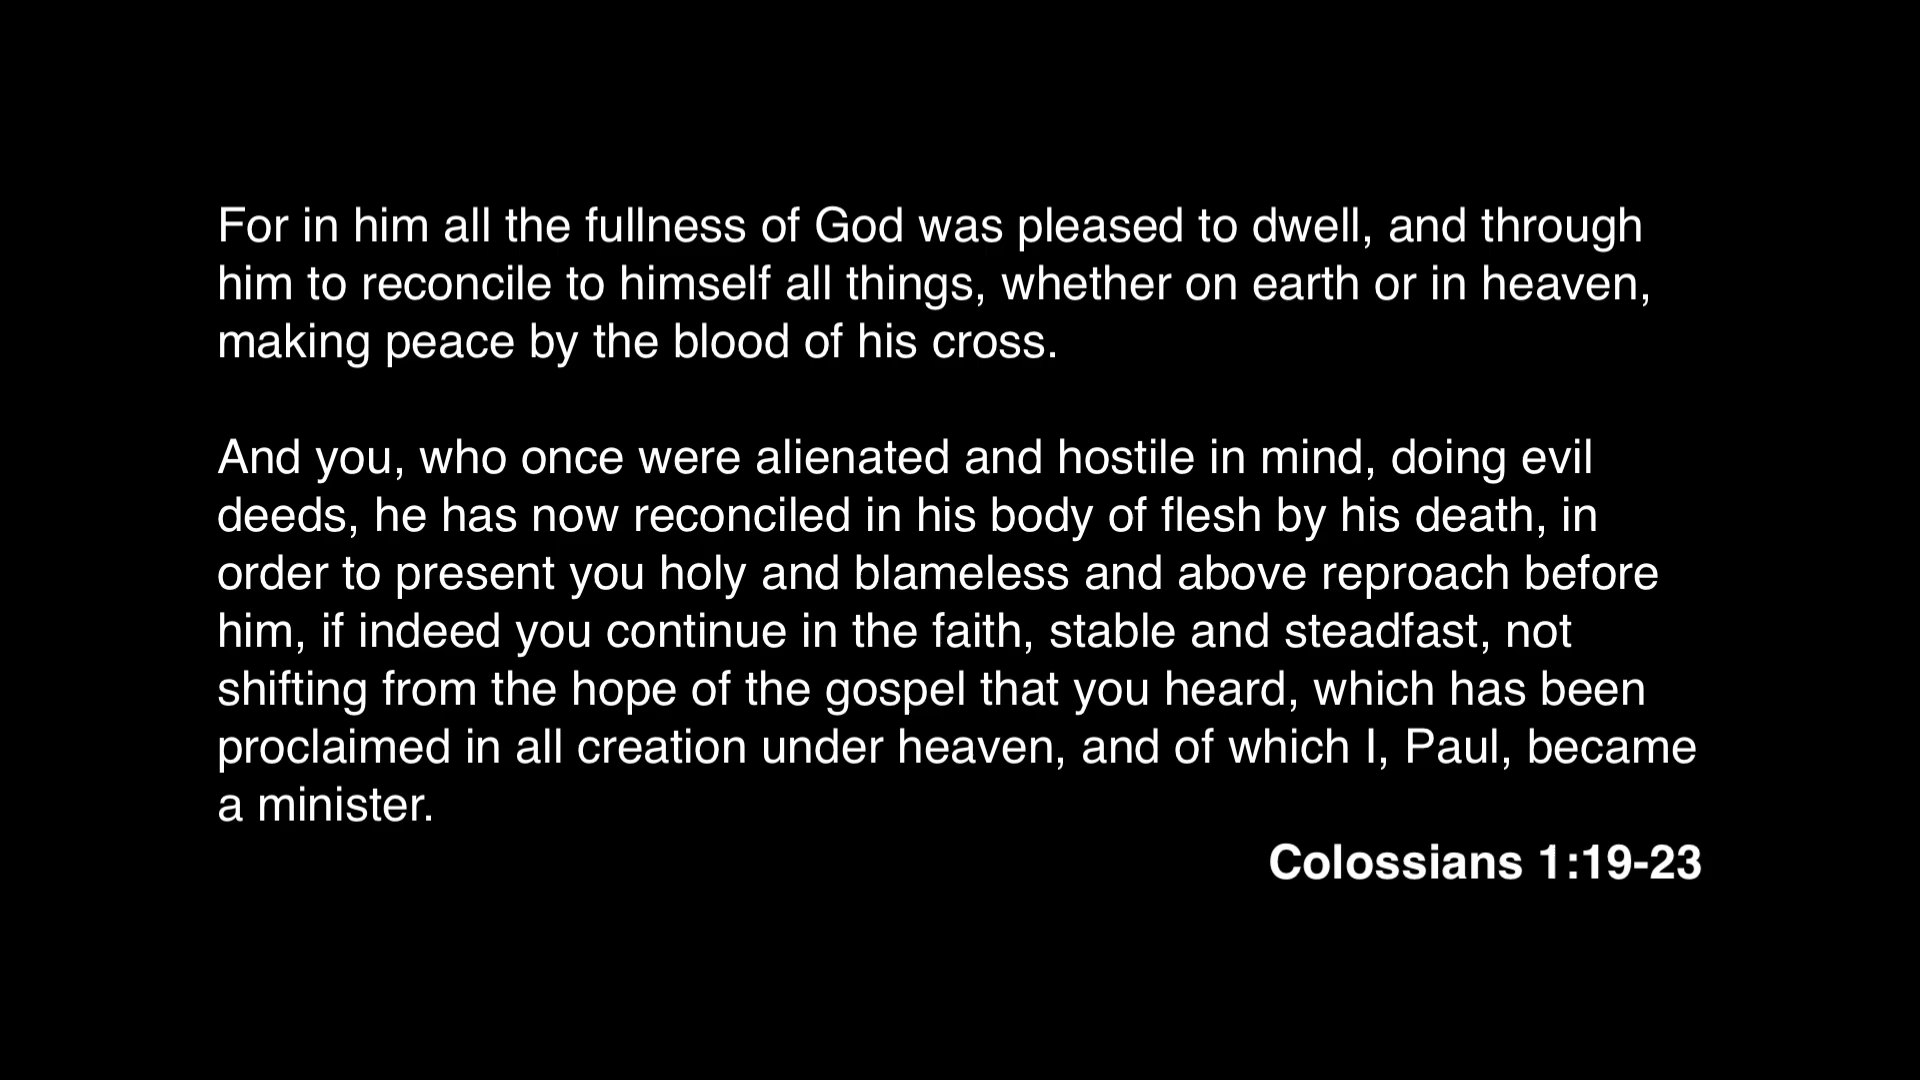 For in him all the fullness of God was pleased to dwell, and through
him to reconcile to himself all things, whether on earth or in heaven,
making peace by the blood of his cross.
And you, who once were alienated and hostile in mind, doing evil
deeds, he has now reconciled in his body of flesh by his death, in
order to present you holy and blameless and above reproach before
him, if indeed you continue in the faith, stable and steadfast, not
shifting from the hope of the gospel that you heard, which has been
proclaimed in all creation under heaven, and of which I, Paul, became
a minister.
Colossians 1:19-23